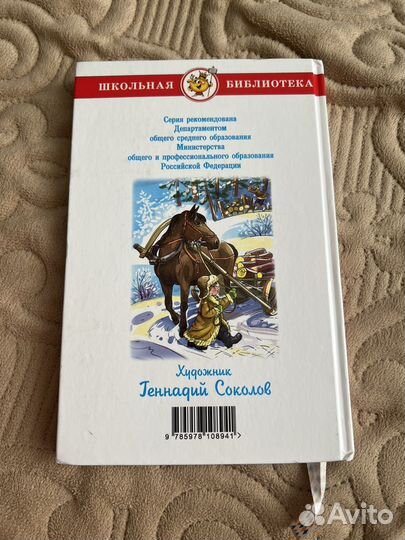 ШКОЛЬНАЯ БИБЛИОТЕКА
Серия рекомендована
Департаментом
общего среднего образования
Министерства
общего и профессионального образования
Российской Федерации
Художник
Геннадий Соколов
9 785978 108941 >
Avito